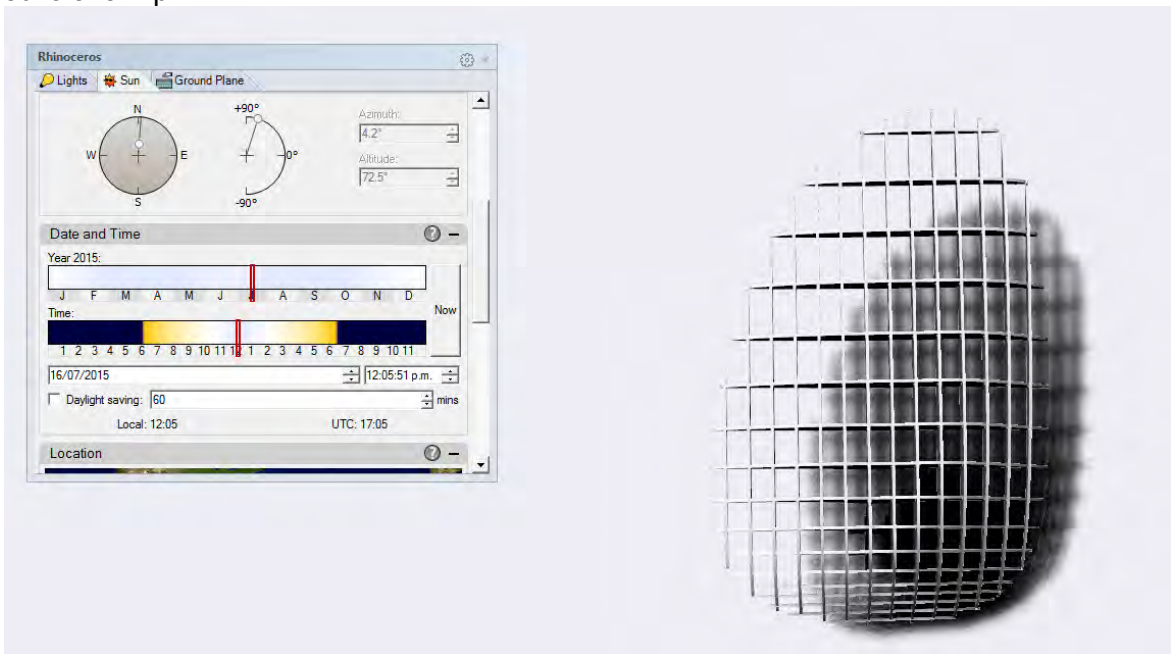 Rhinoceros
Lights Sun Ground Plane
N
W E
S
+90°
0°
-90°
Azimuth:
4.2°
Altitude:
72.5°
Date and Time
Year 2015:
J F M A M J J A S O N D
Now
Time:
1 2 3 4 5 6 7 8 9 10 11 12 1 2 3 4 5 6 7 8 9 10 11
16/07/2015 12:05:51 p.m.
Daylight saving: 60 mins
Local: 12:05 UTC: 17:05
Location